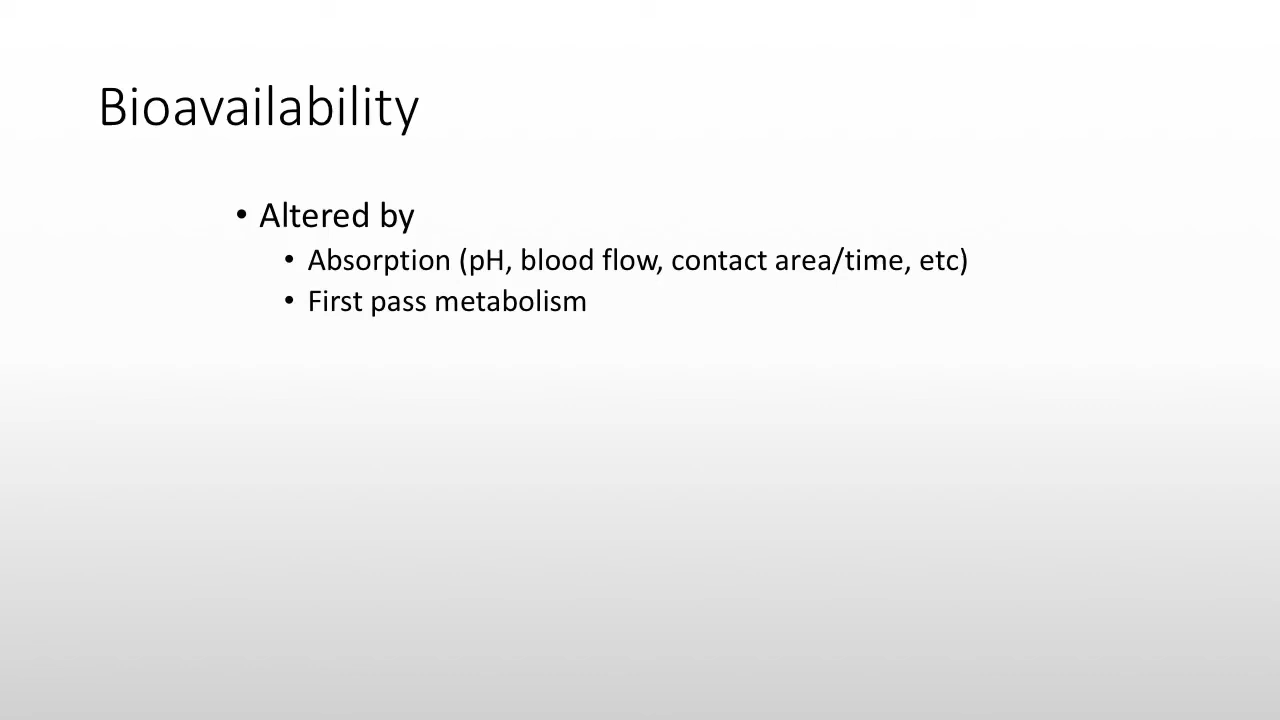 Bioavailability
• Altered by
• Absorption (pH, blood flow, contact area/time, etc)
• First pass metabolism